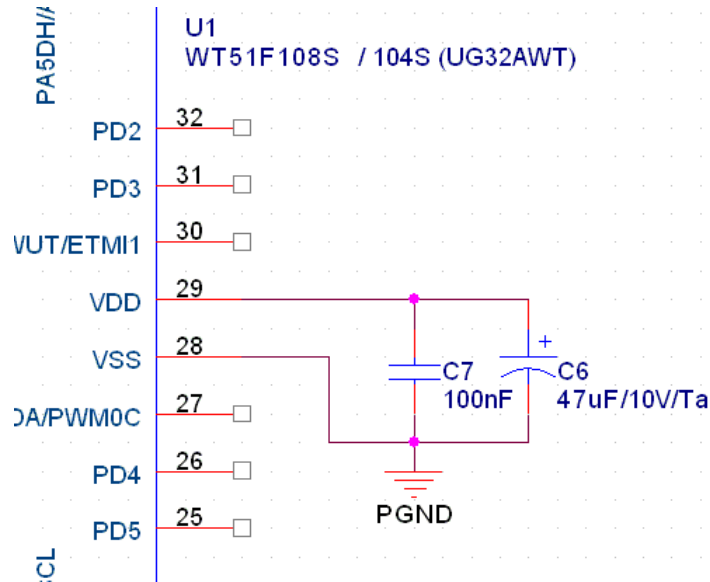 U1
WT51F108S / 104S (UG32AWT)
PA5DH/A
PD2 32
PD3 31
WUT/ETMI1 30
VDD 29
VSS 28
DA/PWM0C 27
PD4 26
PD5 25
C7
100nF
+
C6
47uF/10V/Ta
PGND
SCL